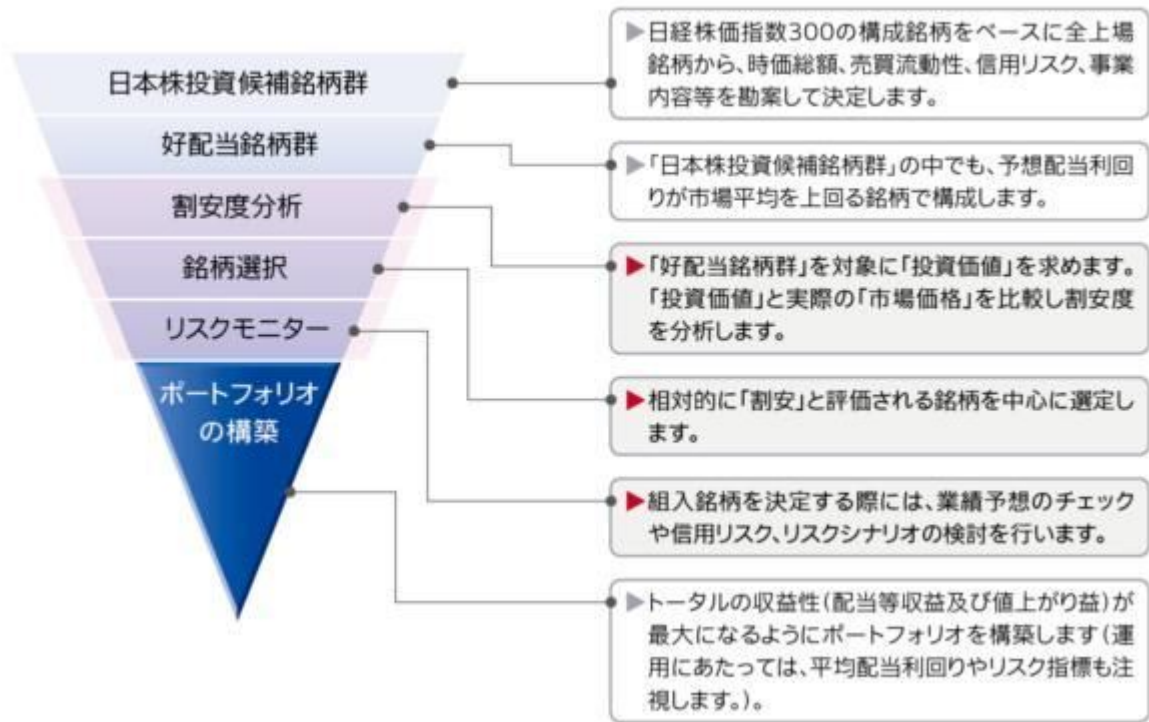 日本株投資候補銘柄群
▶日経株価指数300の構成銘柄をベースに全上場
銘柄から、時価総額、売買流動性、信用リスク、事業
内容等を勘案して決定します。
好配当銘柄群
▶「日本株投資候補銘柄群」の中でも、予想配当利回
りが市場平均を上回る銘柄で構成します。
割安度分析
▶「好配当銘柄群」を対象に「投資価値」を求めます。
「投資価値」と実際の「市場価格」を比較し割安度
を分析します。
銘柄選択
▶相対的に「割安」と評価される銘柄を中心に選定し
ます。
リスクモニター
▶組入銘柄を決定する際には、業績予想のチェック
や信用リスク、リスクシナリオの検討を行います。
ポートフォリオ
の構築
▶トータルの収益性(配当等収益及び値上がり益)が
最大になるようにポートフォリオを構築します(運
用にあたっては、平均配当利回りやリスク指標も注
視します。)。